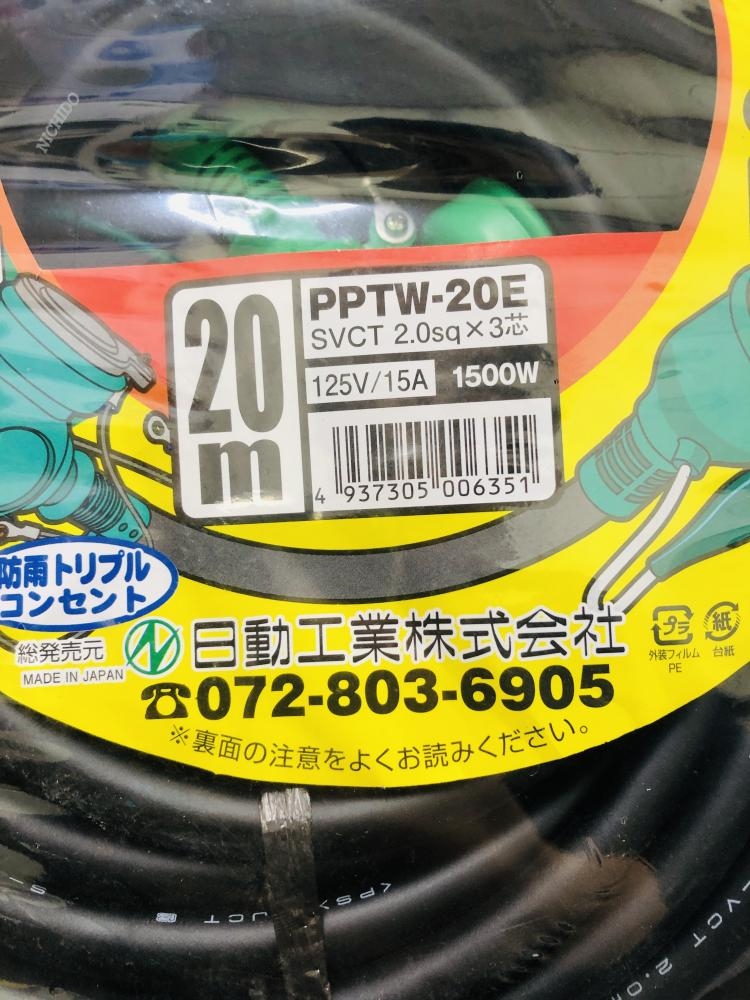 NICHIDO
20m
PPTW-20E
SVCT 2.0sq×3芯
125V/15A 1500W
4 937305 006351
防雨トリプル
コンセント
総発売元
MADE IN JAPAN
日動工業株式会社
☎072-803-6905
※裏面の注意をよくお読みください。
プラ
外装フィルム
PE
紙
台紙